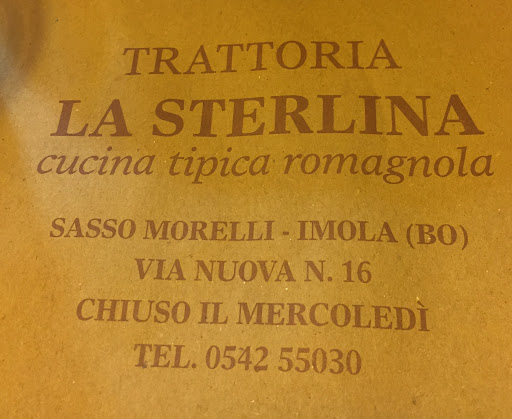 TRATTORIA
LA STERLINA
cucina tipica romagnola
SASSO MORELLI - IMOLA (BO)
VIA NUOVA N. 16
CHIUSO IL MERCOLEDÌ
TEL. 0542 55030